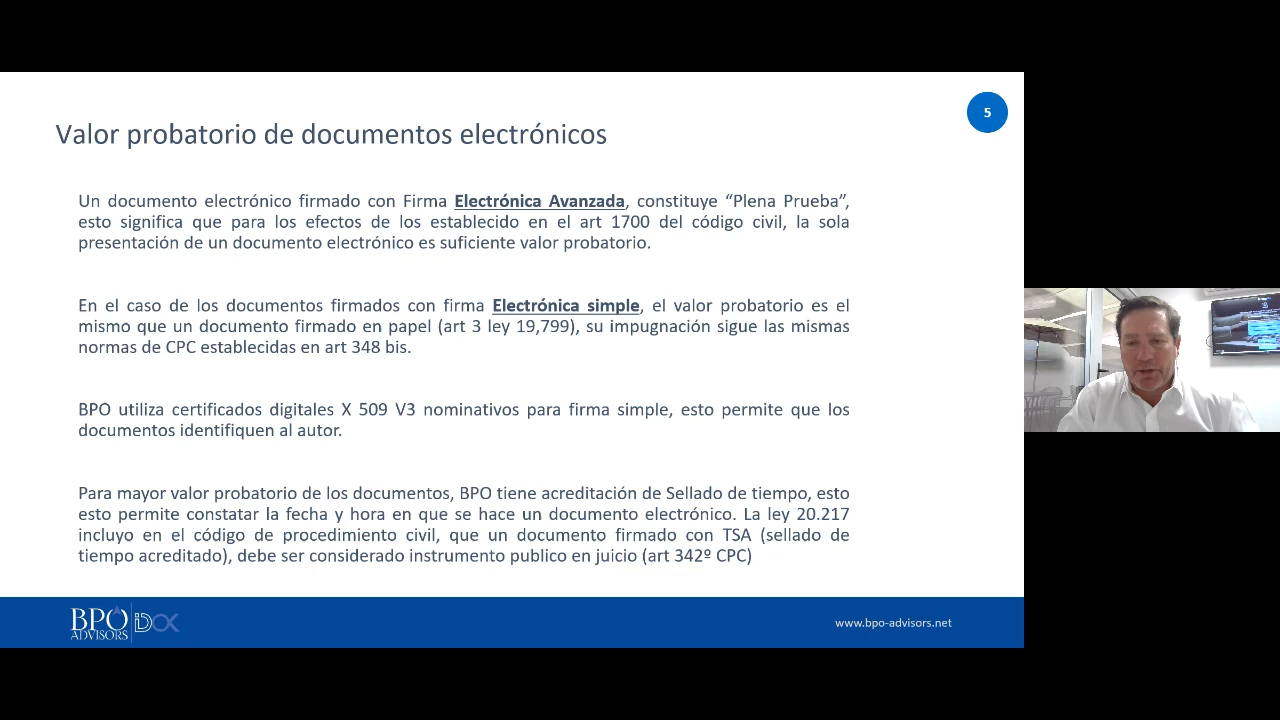 5
Valor probatorio de documentos electrónicos
Un documento electrónico firmado con Firma Electrónica Avanzada, constituye “Plena Prueba”,
esto significa que para los efectos de los establecido en el art 1700 del código civil, la sola
presentación de un documento electrónico es suficiente valor probatorio.
En el caso de los documentos firmados con firma Electrónica simple, el valor probatorio es el
mismo que un documento firmado en papel (art 3 ley 19,799), su impugnación sigue las mismas
normas de CPC establecidas en art 348 bis.
BPO utiliza certificados digitales X 509 V3 nominativos para firma simple, esto permite que los
documentos identifiquen al autor.
Para mayor valor probatorio de los documentos, BPO tiene acreditación de Sellado de tiempo, esto
esto permite constatar la fecha y hora en que se hace un documento electrónico. La ley 20.217
incluyo en el código de procedimiento civil, que un documento firmado con TSA (sellado de
tiempo acreditado), debe ser considerado instrumento publico en juicio (art 342º CPC)
BPO
ADVISORS
iDOX
www.bpo-advisors.net